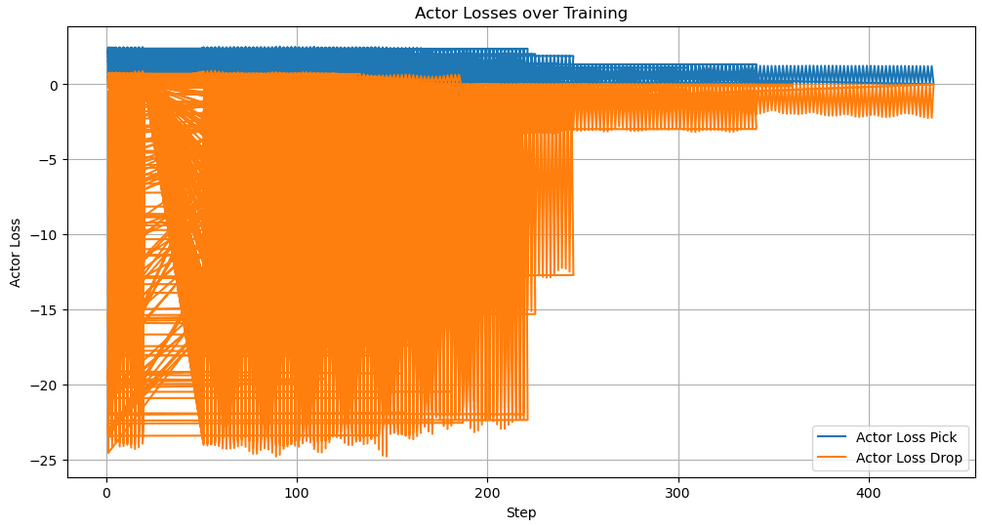 Actor Losses over Training
Actor Loss
0
−5
−10
−15
−20
−25
0
100
200
300
400
Step
Actor Loss Pick
Actor Loss Drop